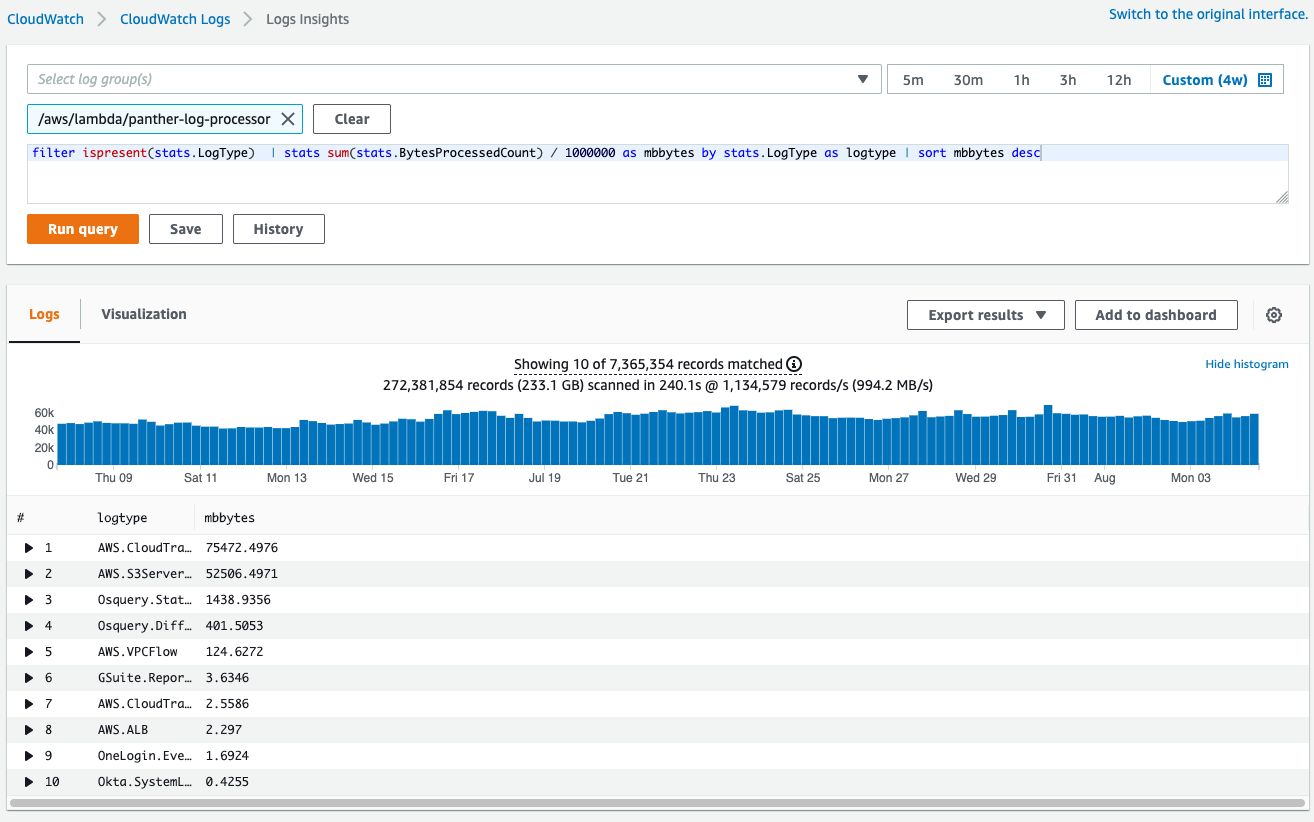 CloudWatch > CloudWatch Logs > Logs Insights
Switch to the original interface.
Select log group(s)
5m 30m 1h 3h 12h Custom (4w)
/aws/lambda/panther-log-processor
Clear
filter ispresent(stats.LogType)  | stats sum(stats.BytesProcessedCount) / 1000000 as mbbytes by stats.LogType as logtype | sort mbbytes desc
Run query Save History
Logs Visualization Export results Add to dashboard
Showing 10 of 7,365,354 records matched
Hide histogram
272,381,854 records (233.1 GB) scanned in 240.1s @ 1,134,579 records/s (994.2 MB/s)
60k
40k
20k
0
Thu 09 Sat 11 Mon 13 Wed 15 Fri 17 Jul 19 Tue 21 Thu 23 Sat 25 Mon 27 Wed 29 Fri 31 Aug Mon 03
# logtype mbbytes
1 AWS.CloudTra… 75472.4976
2 AWS.S3Server… 52506.4971
3 Osquery.Stat… 1438.9356
4 Osquery.Diff… 401.5053
5 AWS.VPCFlow 124.6272
6 GSuite.Repor… 3.6346
7 AWS.CloudTra… 2.5586
8 AWS.ALB 2.297
9 OneLogin.Eve… 1.6924
10 Okta.SystemL… 0.4255